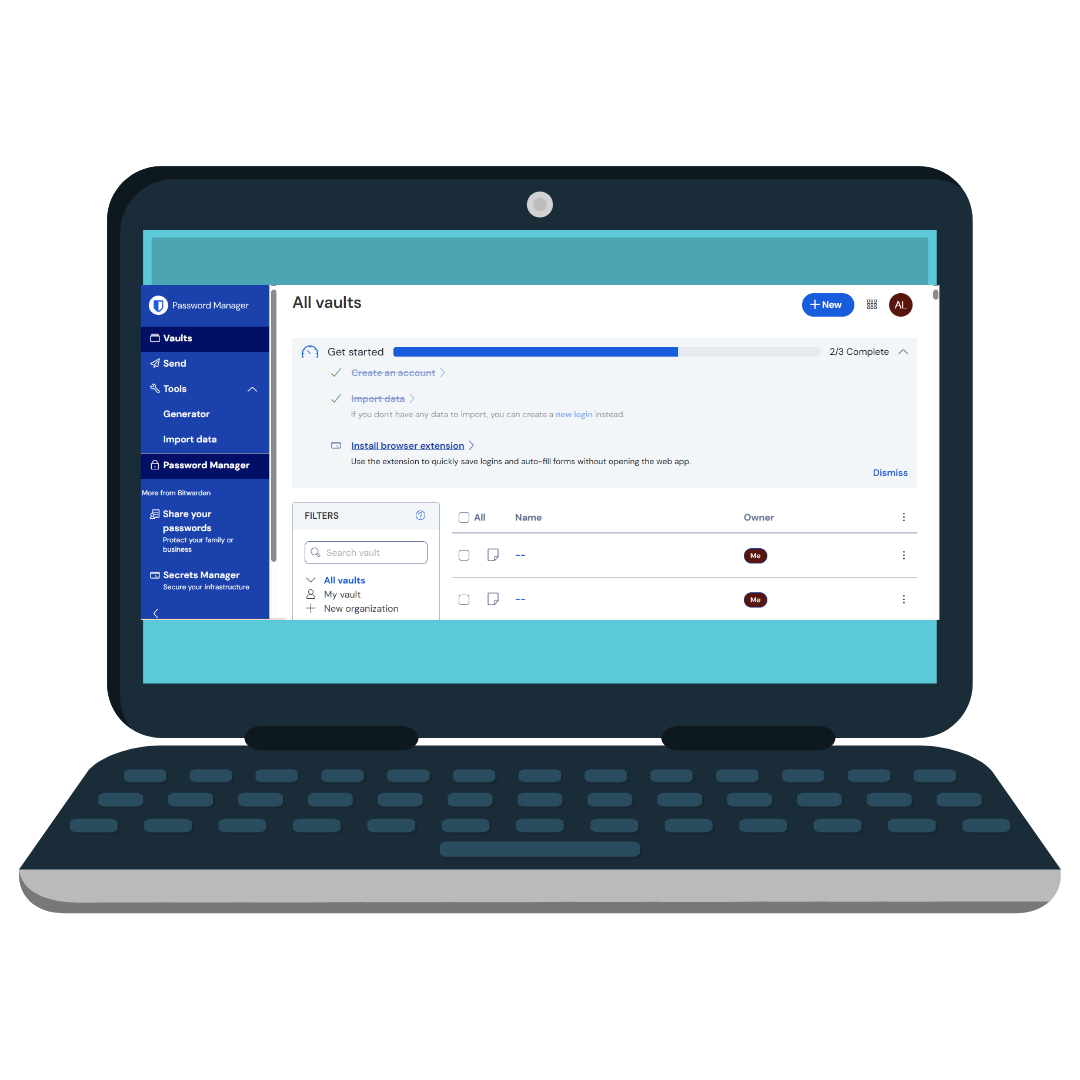 Password Manager
Vaults
Send
Tools
Generator
Import data
Password Manager
More from Bitwarden
Share your
passwords
Protect your family or
business
Secrets Manager
Secure your infrastructure
All vaults
New
AL
Get started
2/3 Complete
Create an account
Import data
If you don't have any data to import, you can create a new login instead.
Install browser extension
Use the extension to quickly save logins and auto-fill forms without opening the web app.
Dismiss
FILTERS
Search vault
All vaults
My vault
New organization
All Name Owner
-- Me
-- Me